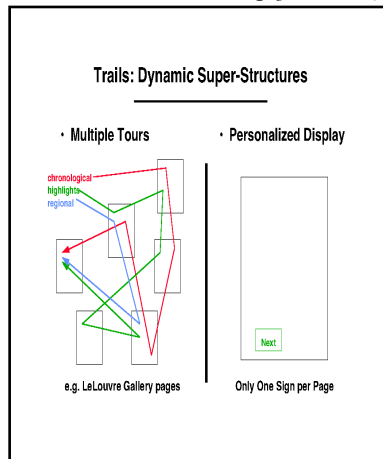 Trails: Dynamic Super-Structures
• Multiple Tours
chronological
highlights
regional
e.g. LeLouvre Gallery pages
• Personalized Display
Next
Only One Sign per Page